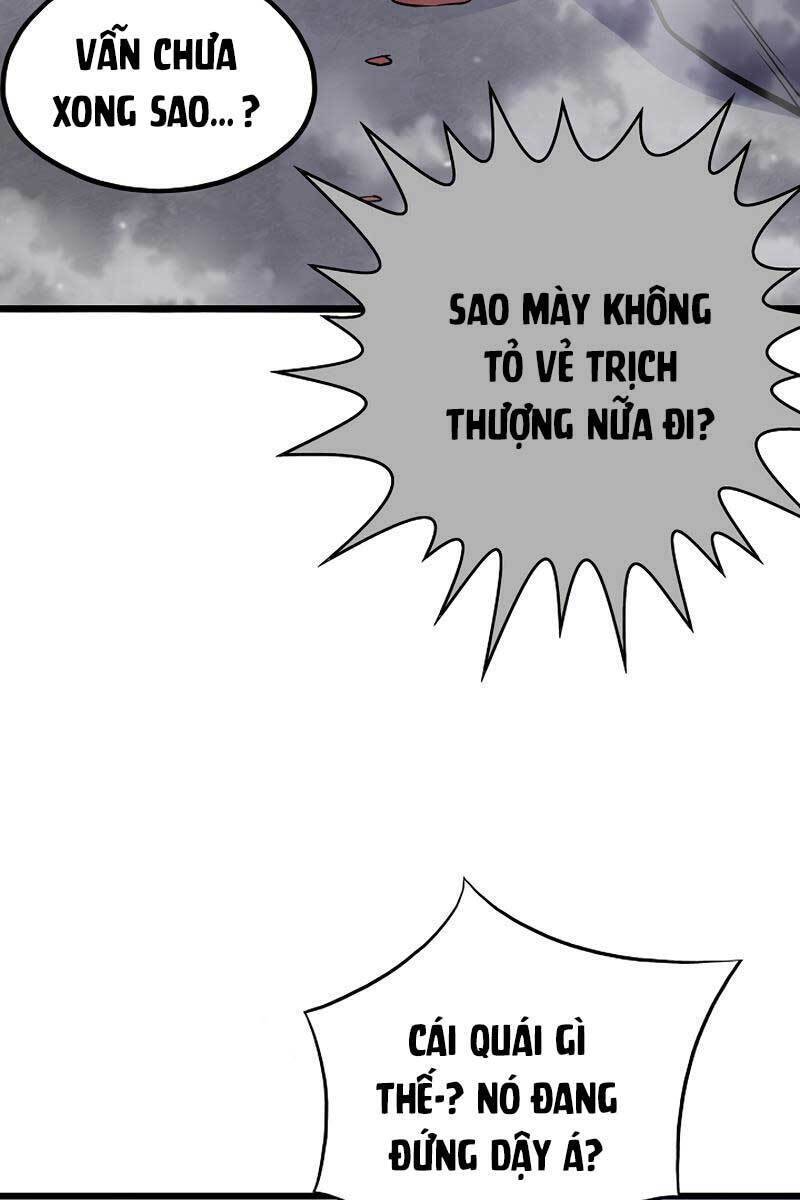 VẪN CHƯA
XONG SAO...?
SAO MÀY KHÔNG
TỎ VẺ TRỊCH
THƯỢNG NỮA ĐI?
CÁI QUÁI GÌ
THẾ-? NÓ ĐANG
ĐỨNG DẬY Á?